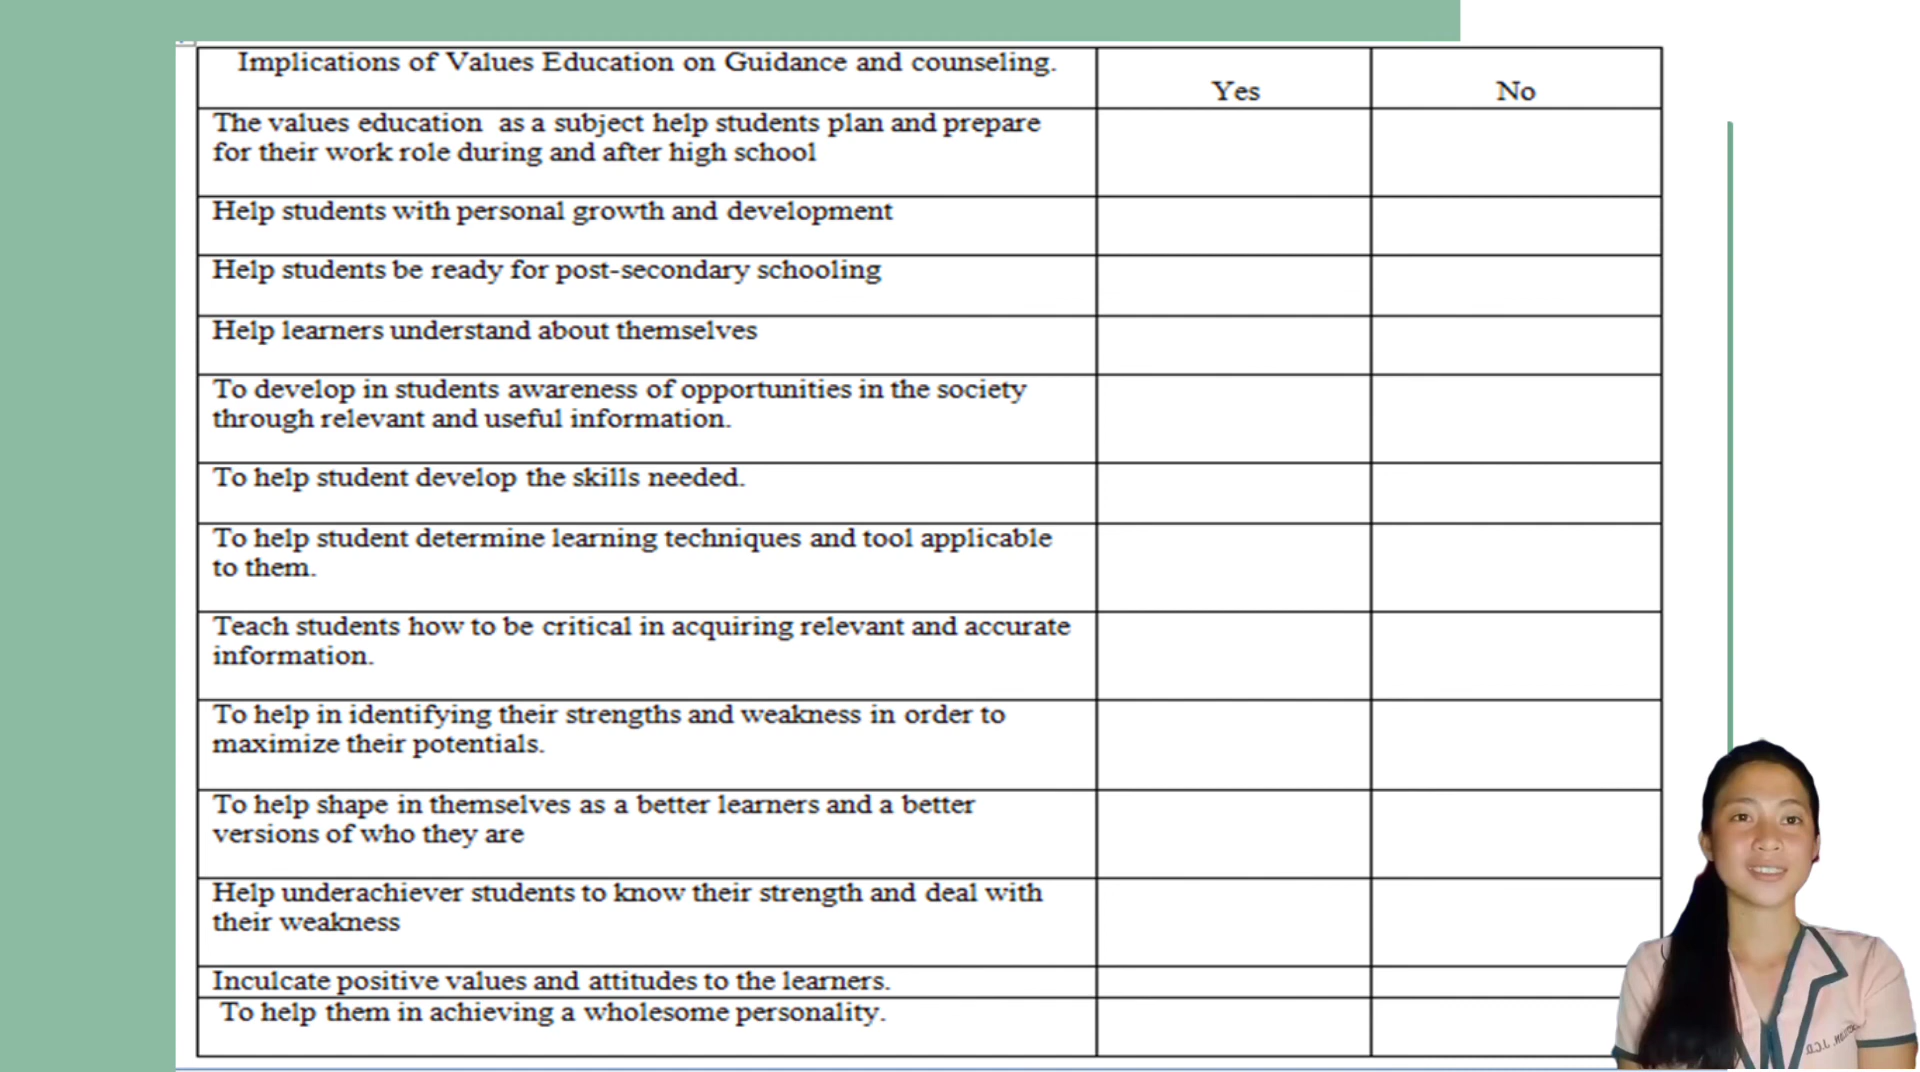 Implications of Values Education on Guidance and counseling.
Yes
No
The values education as a subject help students plan and prepare
for their work role during and after high school
Help students with personal growth and development
Help students be ready for post-secondary schooling
Help learners understand about themselves
To develop in students awareness of opportunities in the society
through relevant and useful information.
To help student develop the skills needed.
To help student determine learning techniques and tool applicable
to them.
Teach students how to be critical in acquiring relevant and accurate
information.
To help in identifying their strengths and weakness in order to
maximize their potentials.
To help shape in themselves as a better learners and a better
versions of who they are
Help underachiever students to know their strength and deal with
their weakness
Inculcate positive values and attitudes to the learners.
To help them in achieving a wholesome personality.